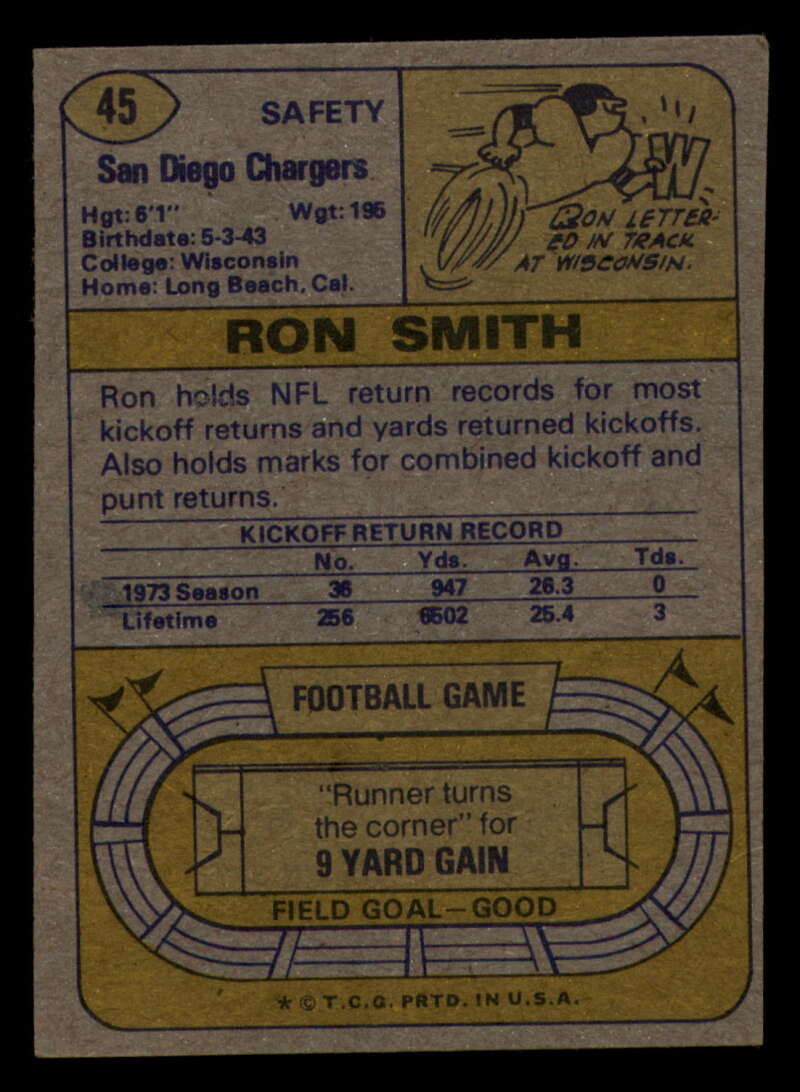 45
SAFETY
San Diego Chargers
Hgt: 6'1" Wgt: 195
Birthdate: 5-3-43
College: Wisconsin
Home: Long Beach, Cal.
W
RON LETTER-
ED IN TRACK
AT WISCONSIN.
RON SMITH
Ron holds NFL return records for most
kickoff returns and yards returned kickoffs.
Also holds marks for combined kickoff and
punt returns.
KICKOFF RETURN RECORD
No. Yds. Avg. Tds.
1973 Season 36 947 26.3 0
Lifetime 256 6502 25.4 3
FOOTBALL GAME
"Runner turns
the corner" for
9 YARD GAIN
FIELD GOAL—GOOD
* © T.C.G. PRTD. IN U.S.A.